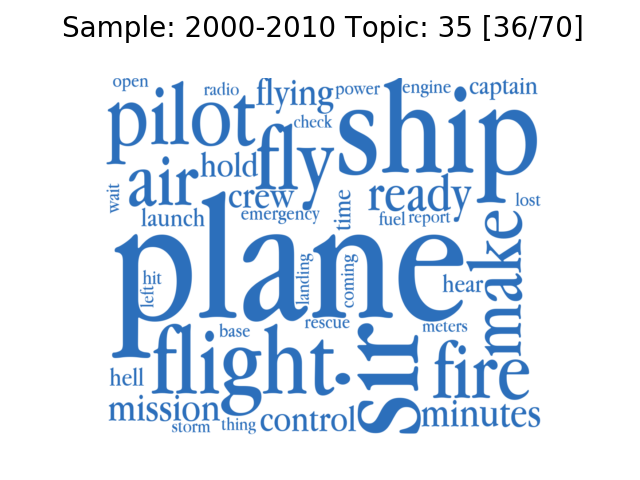 Sample: 2000-2010 Topic: 35 [36/70]
open
radio
flying
power
engine
captain
pilot
check
ship
fly
air
hold
crew
ready
wait
launch
emergency
time
fuel
report
lost
plane
make
hit
left
landing
coming
hear
base
rescue
meters
flight
sir
fire
hell
mission
storm
thing
control
minutes